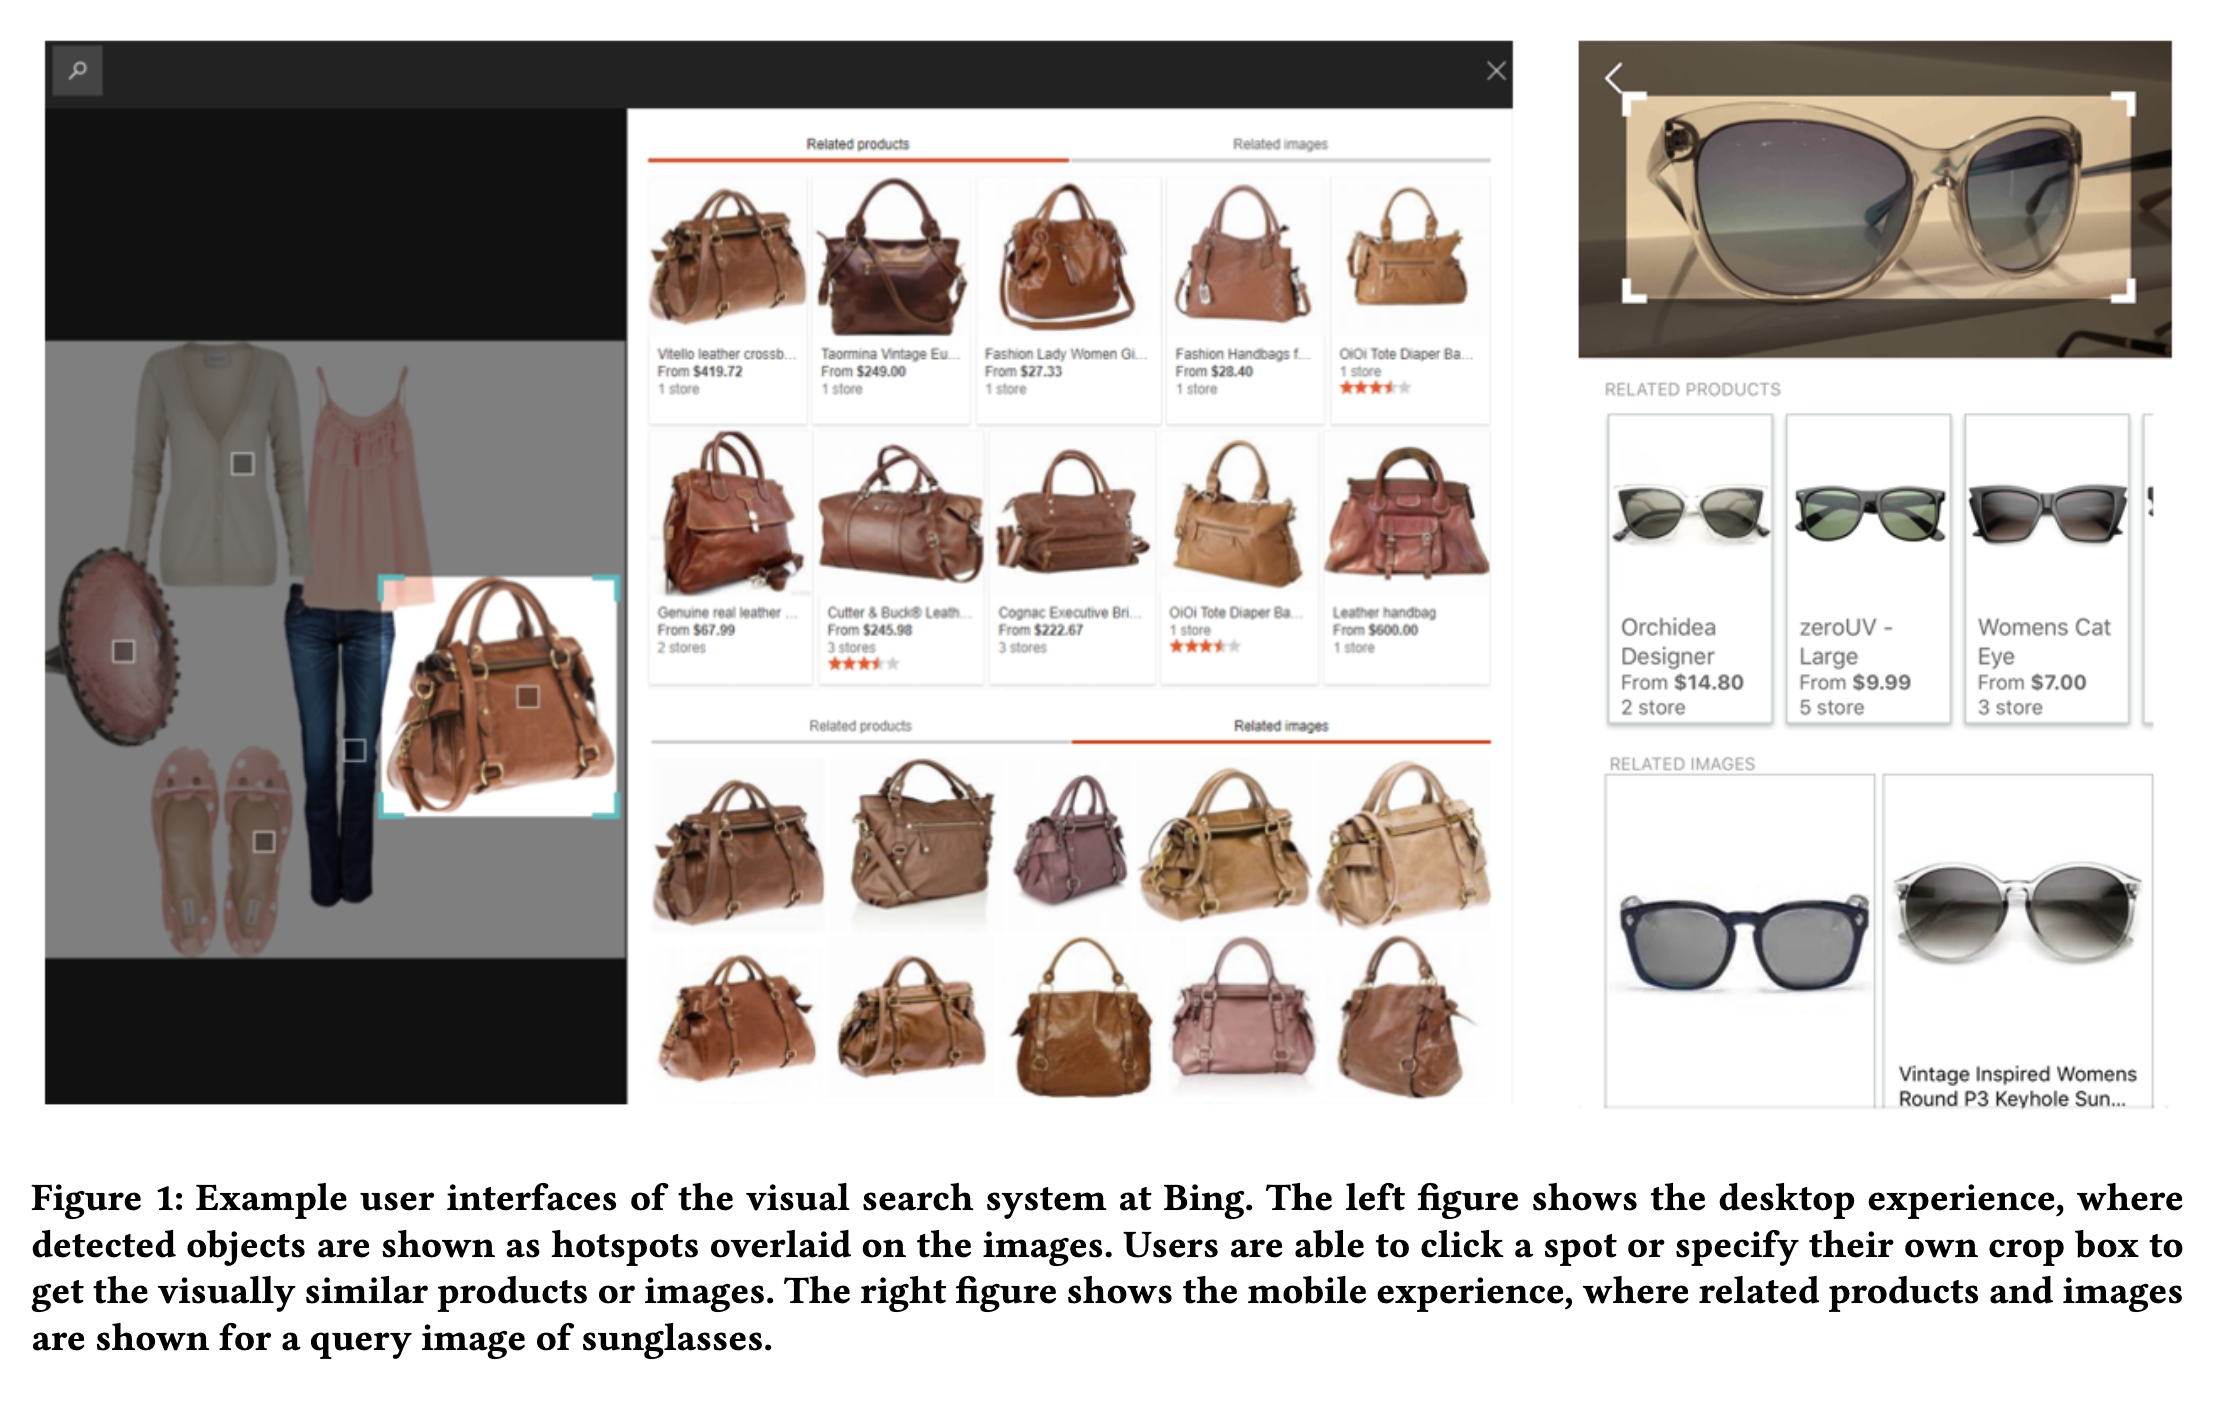 Related products
Related images
Vitello leather crossb...
From $419.72
1 store
Taormina Vintage Eu...
From $249.00
1 store
Fashion Lady Women Gi...
From $27.33
1 store
Fashion Handbags f...
From $28.40
1 store
OiOi Tote Diaper Ba...
1 store
Genuine real leather ...
From $67.99
2 stores
Cutter & Buck® Leath...
From $245.98
3 stores
Cognac Executive Bri...
From $222.67
3 stores
OiOi Tote Diaper Ba...
1 store
Leather handbag
From $600.00
1 store
Related products
Related images
RELATED PRODUCTS
Orchidea
Designer
From $14.80
2 store
zeroUV -
Large
From $9.99
5 store
Womens Cat
Eye
From $7.00
3 store
RELATED IMAGES
Vintage Inspired Womens
Round P3 Keyhole Sun...
Figure 1: Example user interfaces of the visual search system at Bing. The left figure shows the desktop experience, where
detected objects are shown as hotspots overlaid on the images. Users are able to click a spot or specify their own crop box to
get the visually similar products or images. The right figure shows the mobile experience, where related products and images
are shown for a query image of sunglasses.